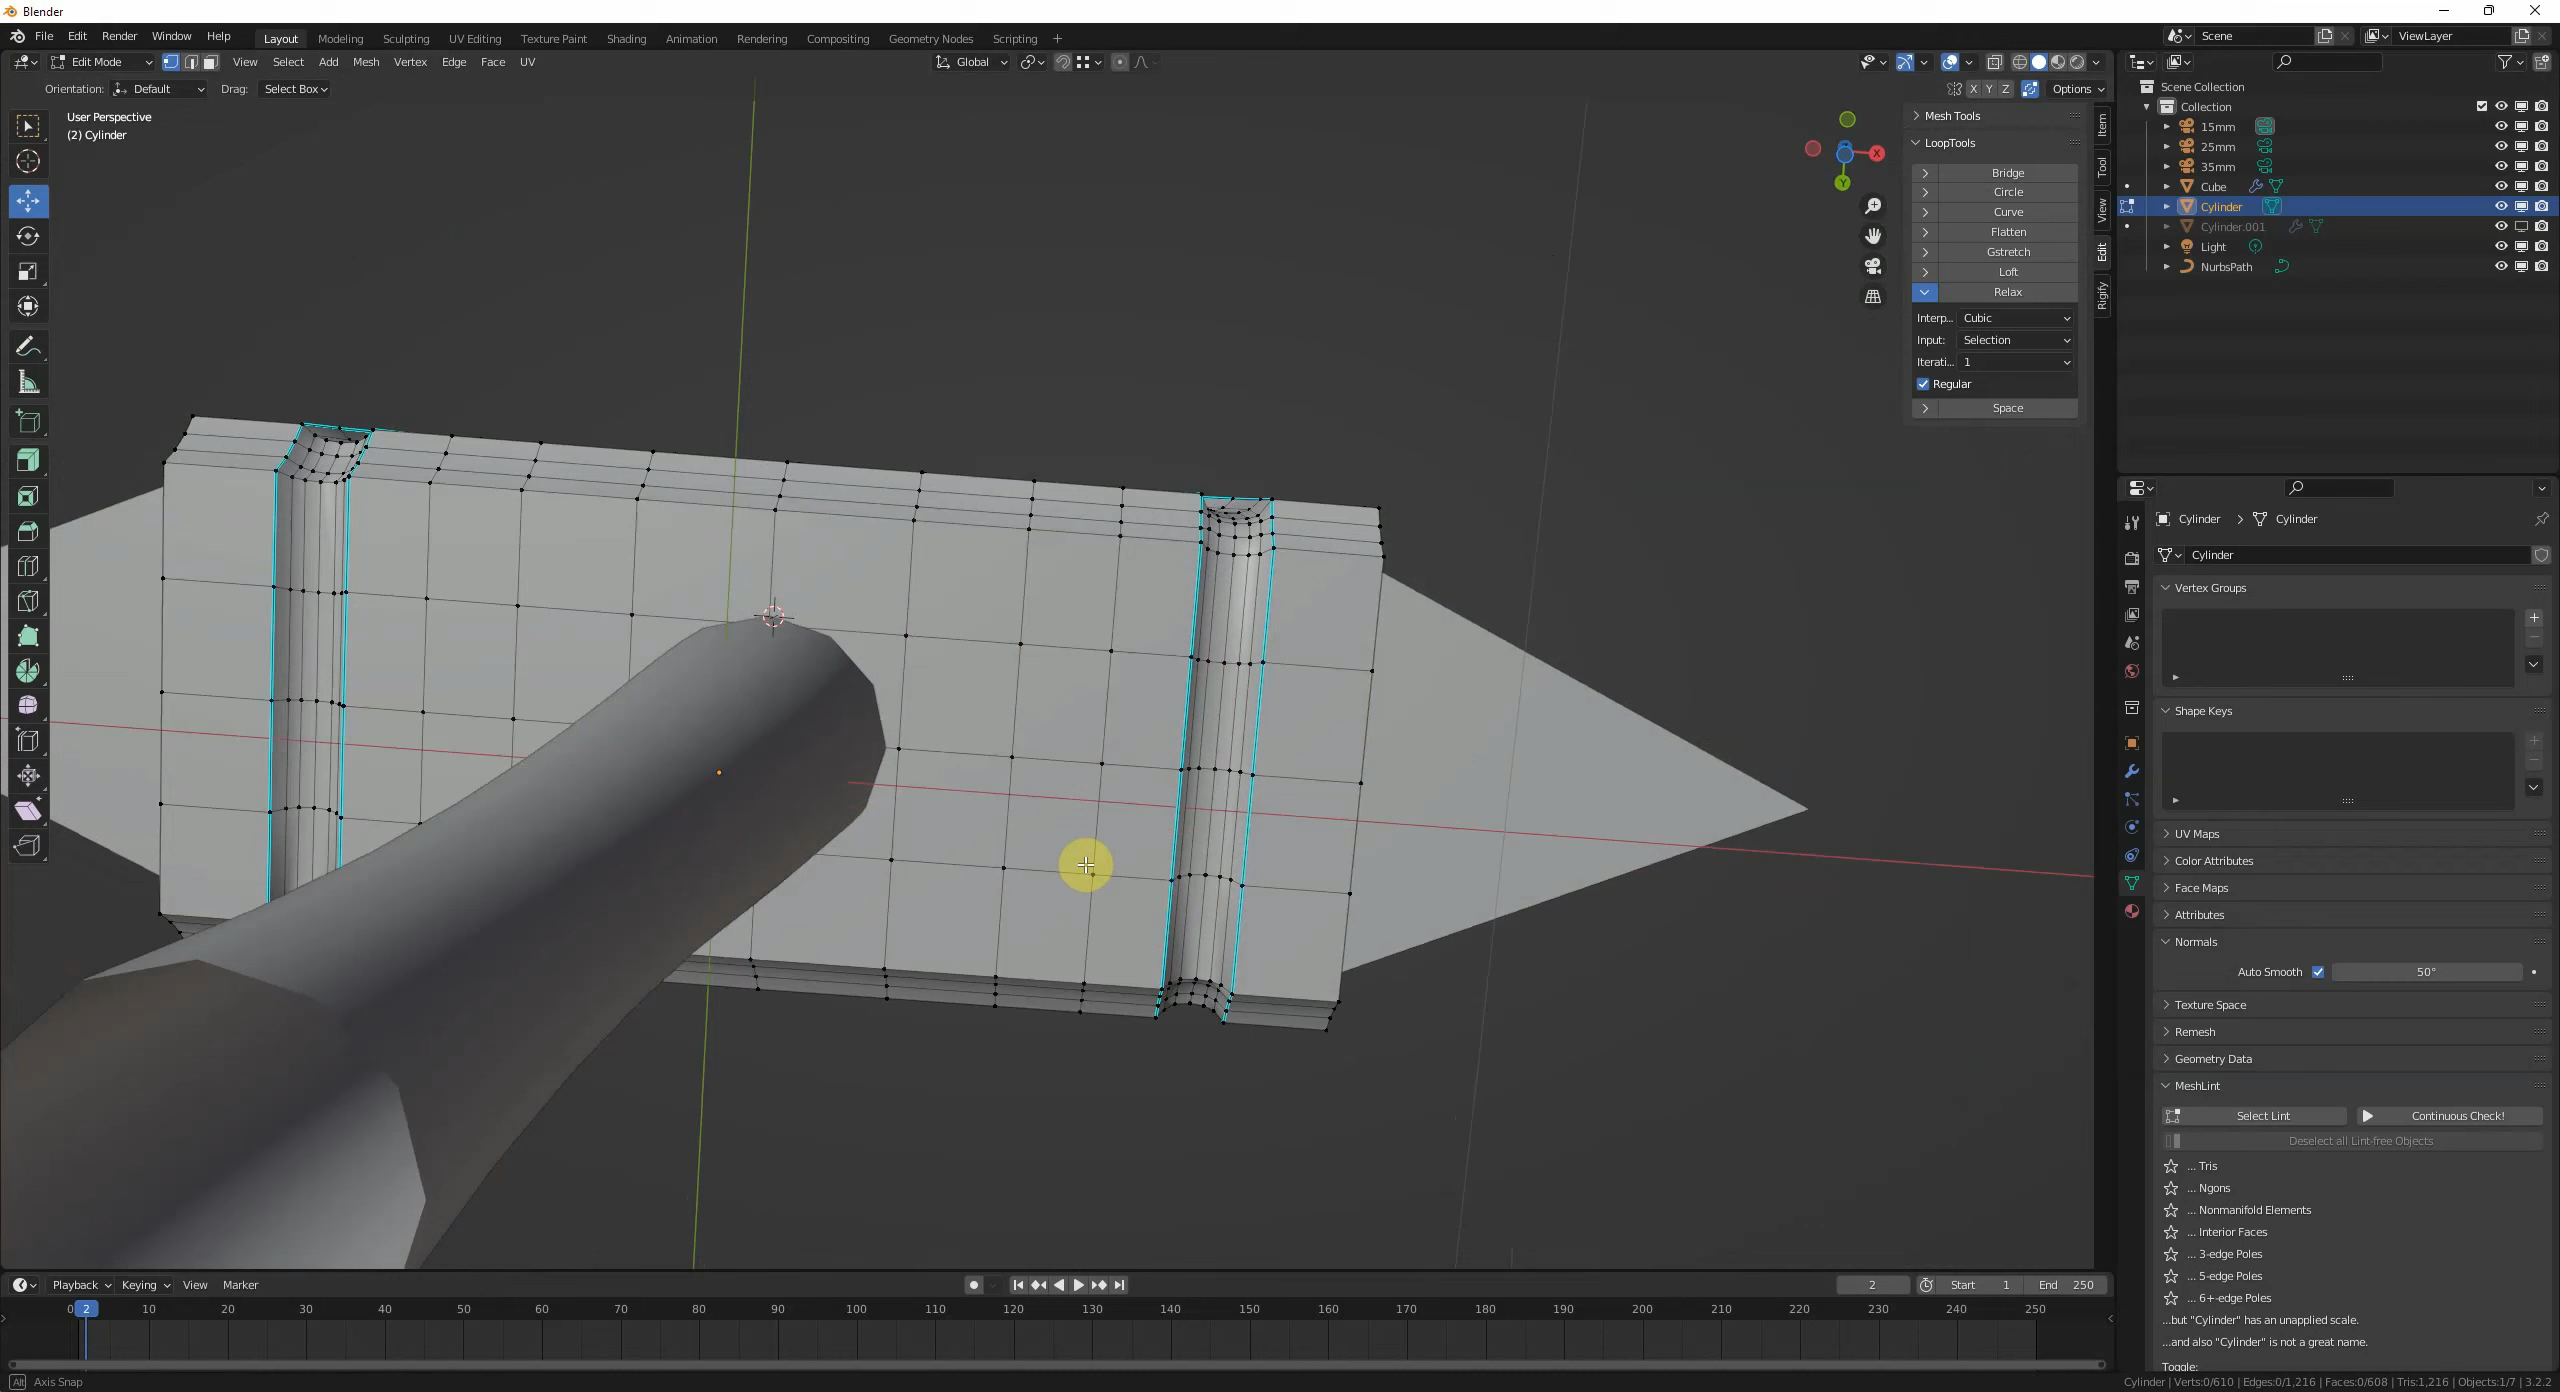 Blender
File Edit Render Window Help Layout Modeling Sculpting UV Editing Texture Paint Shading Animation Rendering Compositing Geometry Nodes Scripting + Scene ViewLayer
Edit Mode View Select Add Mesh Vertex Edge Face UV Global
Orientation: Default Drag: Select Box X Y Z Options
User Perspective
(2) Cylinder
X
Y
Mesh Tools
LoopTools
Bridge
Circle
Curve
Flatten
Gstretch
Loft
Relax
Interp... Cubic
Input: Selection
Iterati... 1
Regular
Space
Item
Tool
View
Edit
Rigify
Scene Collection
Collection
15mm
25mm
35mm
Cube
Cylinder
Cylinder.001
Light
NurbsPath
Cylinder > Cylinder
Cylinder
Vertex Groups
Shape Keys
UV Maps
Color Attributes
Face Maps
Attributes
Normals
Auto Smooth 50°
Texture Space
Remesh
Geometry Data
MeshLint
Select Lint Continuous Check!
Deselect all Lint-free Objects
... Tris
... Ngons
... Nonmanifold Elements
... Interior Faces
... 3-edge Poles
... 5-edge Poles
... 6+-edge Poles
...but "Cylinder" has an unapplied scale.
...and also "Cylinder" is not a great name.
Toggle:
Playback Keying View Marker 2 Start 1 End 250
0 2 10 20 30 40 50 60 70 80 90 100 110 120 130 140 150 160 170 180 190 200 210 220 230 240 250
Alt Axis Snap
Cylinder | Verts:0/610 | Edges:0/1,216 | Faces:0/608 | Tris:1,216 | Objects:1/7 | 3.2.2